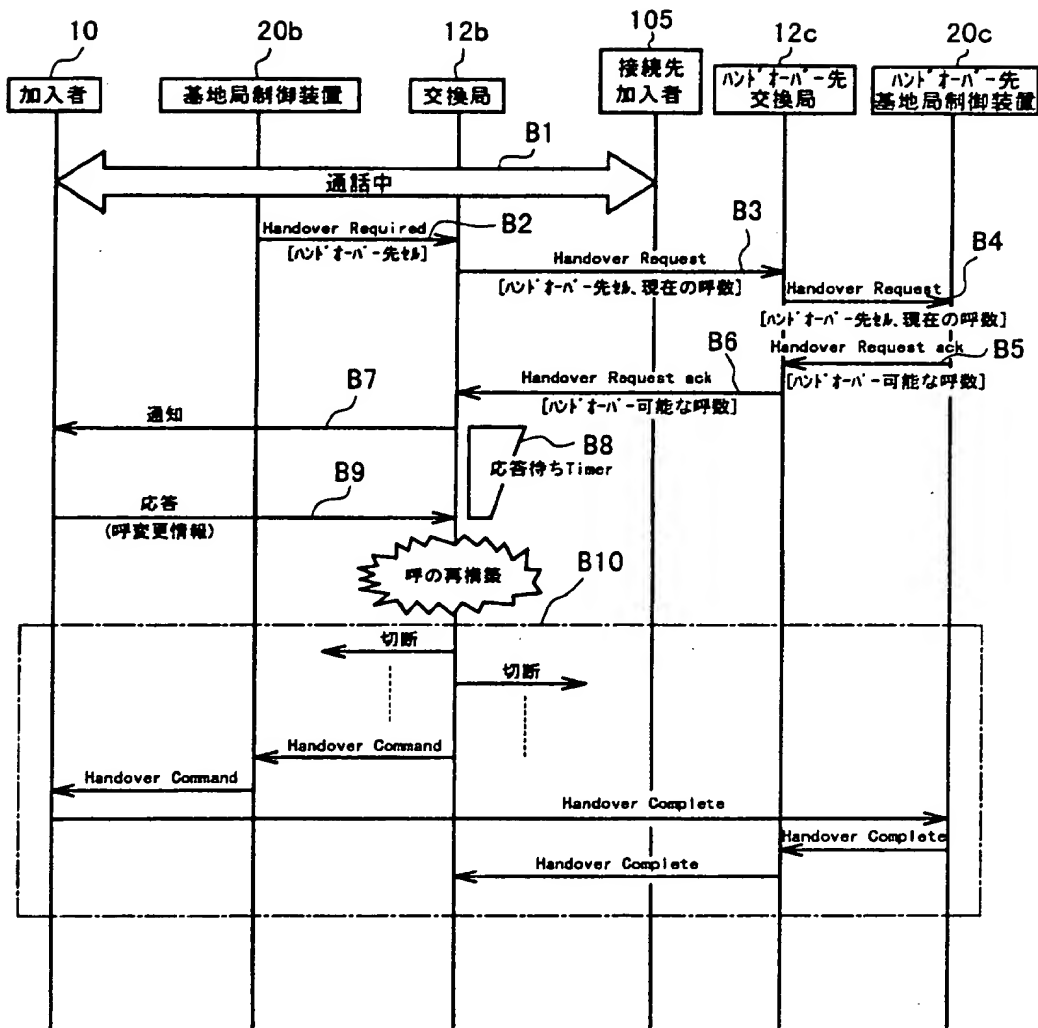 10
20b
12b
105
12c
20c
加入者
基地局制御装置
交換局
接続先
加入者
ハンドオーバー先
交換局
ハンドオーバー先
基地局制御装置
B1
通話中
Handover Required
B2
[ハンドオーバー先セル]
Handover Request
B3
[ハンドオーバー先セル、現在の呼数]
B4
Handover Request
[ハンドオーバー先セル、現在の呼数]
Handover Request ack
B5
[ハンドオーバー可能な呼数]
B6
Handover Request ack
[ハンドオーバー可能な呼数]
B7
通知
B8
応答待ちTimer
B9
応答
(呼変更情報)
呼の再構築
B10
切断
切断
Handover Command
Handover Command
Handover Complete
Handover Complete
Handover Complete